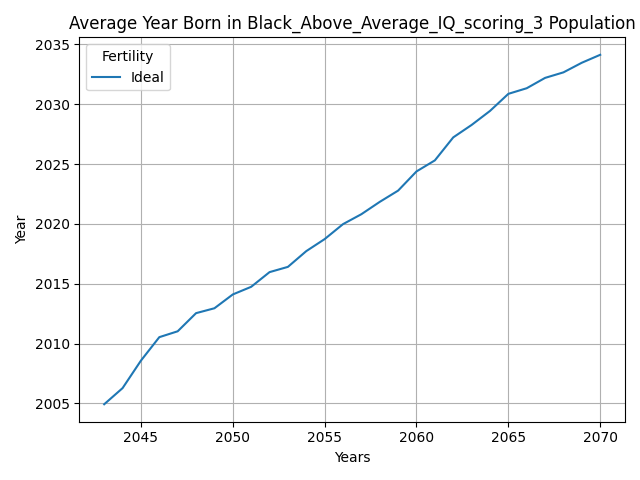 Average Year Born in Black_Above_Average_IQ_scoring_3 Population
Fertility
Ideal
2035
2030
2025
2020
2015
2010
2005
Year
2045 2050 2055 2060 2065 2070
Years